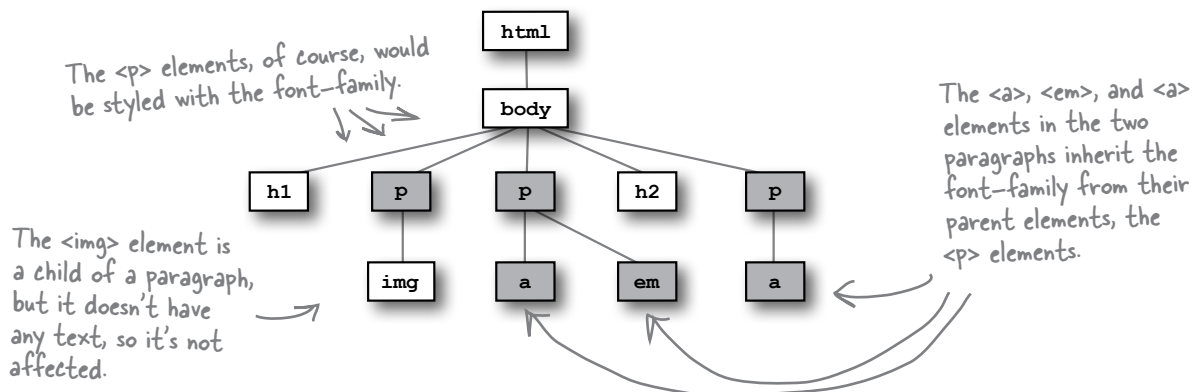 html
The <p> elements, of course, would
be styled with the font-family.
body
The <a>, <em>, and <a>
elements in the two
paragraphs inherit the
font-family from their
parent elements, the
<p> elements.
h1
p
p
h2
p
The <img> element is
a child of a paragraph,
but it doesn't have
any text, so it's not
affected.
img
a
em
a